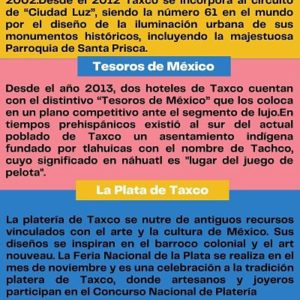 2002.Desde el 2012 Taxco se incorpora al circuito
de “Ciudad Luz”, siendo la número 61 en el mundo
por el diseño de la iluminación urbana de sus
monumentos históricos, incluyendo la majestuosa
Parroquia de Santa Prisca.
Tesoros de México
Desde el año 2013, dos hoteles de Taxco cuentan
con el distintivo “Tesoros de México” que los coloca
en un plano competitivo ante el segmento de lujo.En
tiempos prehispánicos existió al sur del actual
poblado de Taxco un asentamiento indígena
fundado por tlahuicas con el nombre de Tachco,
cuyo significado en náhuatl es "lugar del juego de
pelota".
La Plata de Taxco
La platería de Taxco se nutre de antiguos recursos
vinculados con el arte y la cultura de México. Sus
diseños se inspiran en el barroco colonial y el art
nouveau. La Feria Nacional de la Plata se realiza en el
mes de noviembre y es una celebración a la tradición
platera de Taxco, donde artesanos y joyeros
participan en el Concurso Nacional de Platería